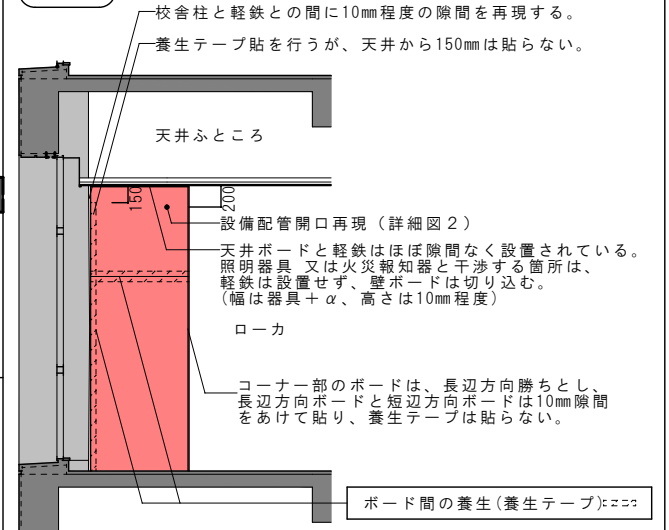 校舎柱と軽鉄との間に10㎜程度の隙間を再現する。
養生テープ貼を行うが、天井から150㎜は貼らない。
天井ふところ
150
200
設備配管開口再現（詳細図２）
天井ボードと軽鉄はほぼ隙間なく設置されている。
照明器具 又は火災報知器と干渉する箇所は、
軽鉄は設置せず、壁ボードは切り込む。
(幅は器具＋α、高さは10㎜程度)
ローカ
コーナー部のボードは、長辺方向勝ちとし、
長辺方向ボードと短辺方向ボードは10㎜隙間
をあけて貼り、養生テープは貼らない。
ボード間の養生(養生テープ)